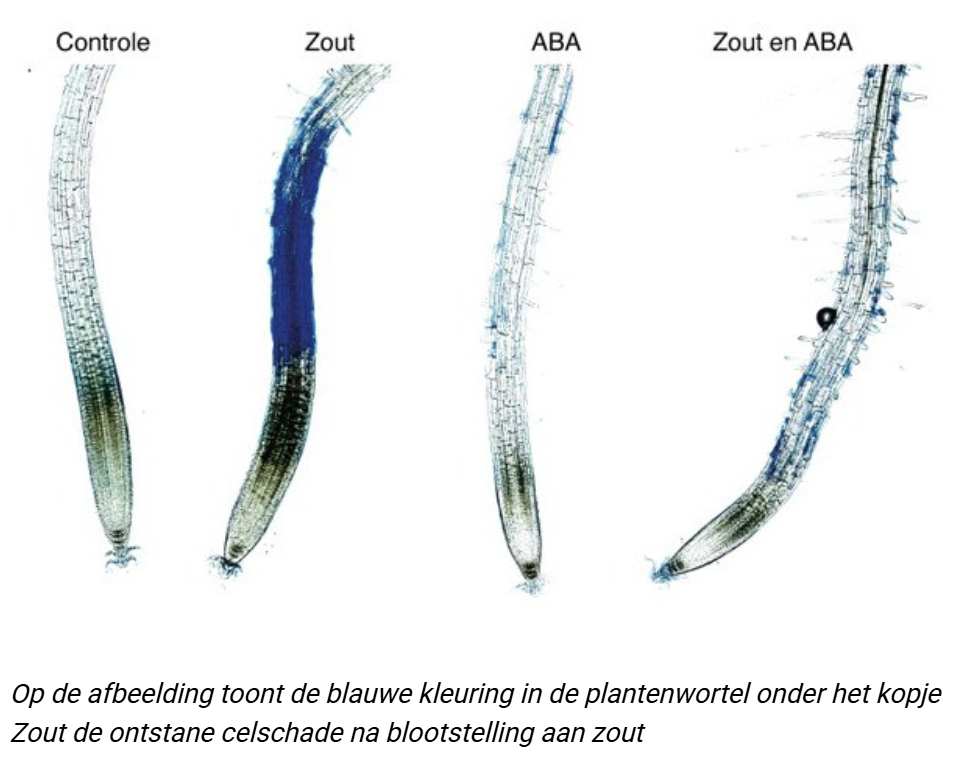 Controle Zout ABA Zout en ABA
Op de afbeelding toont de blauwe kleuring in de plantenwortel onder het kopje
Zout de ontstane celschade na blootstelling aan zout